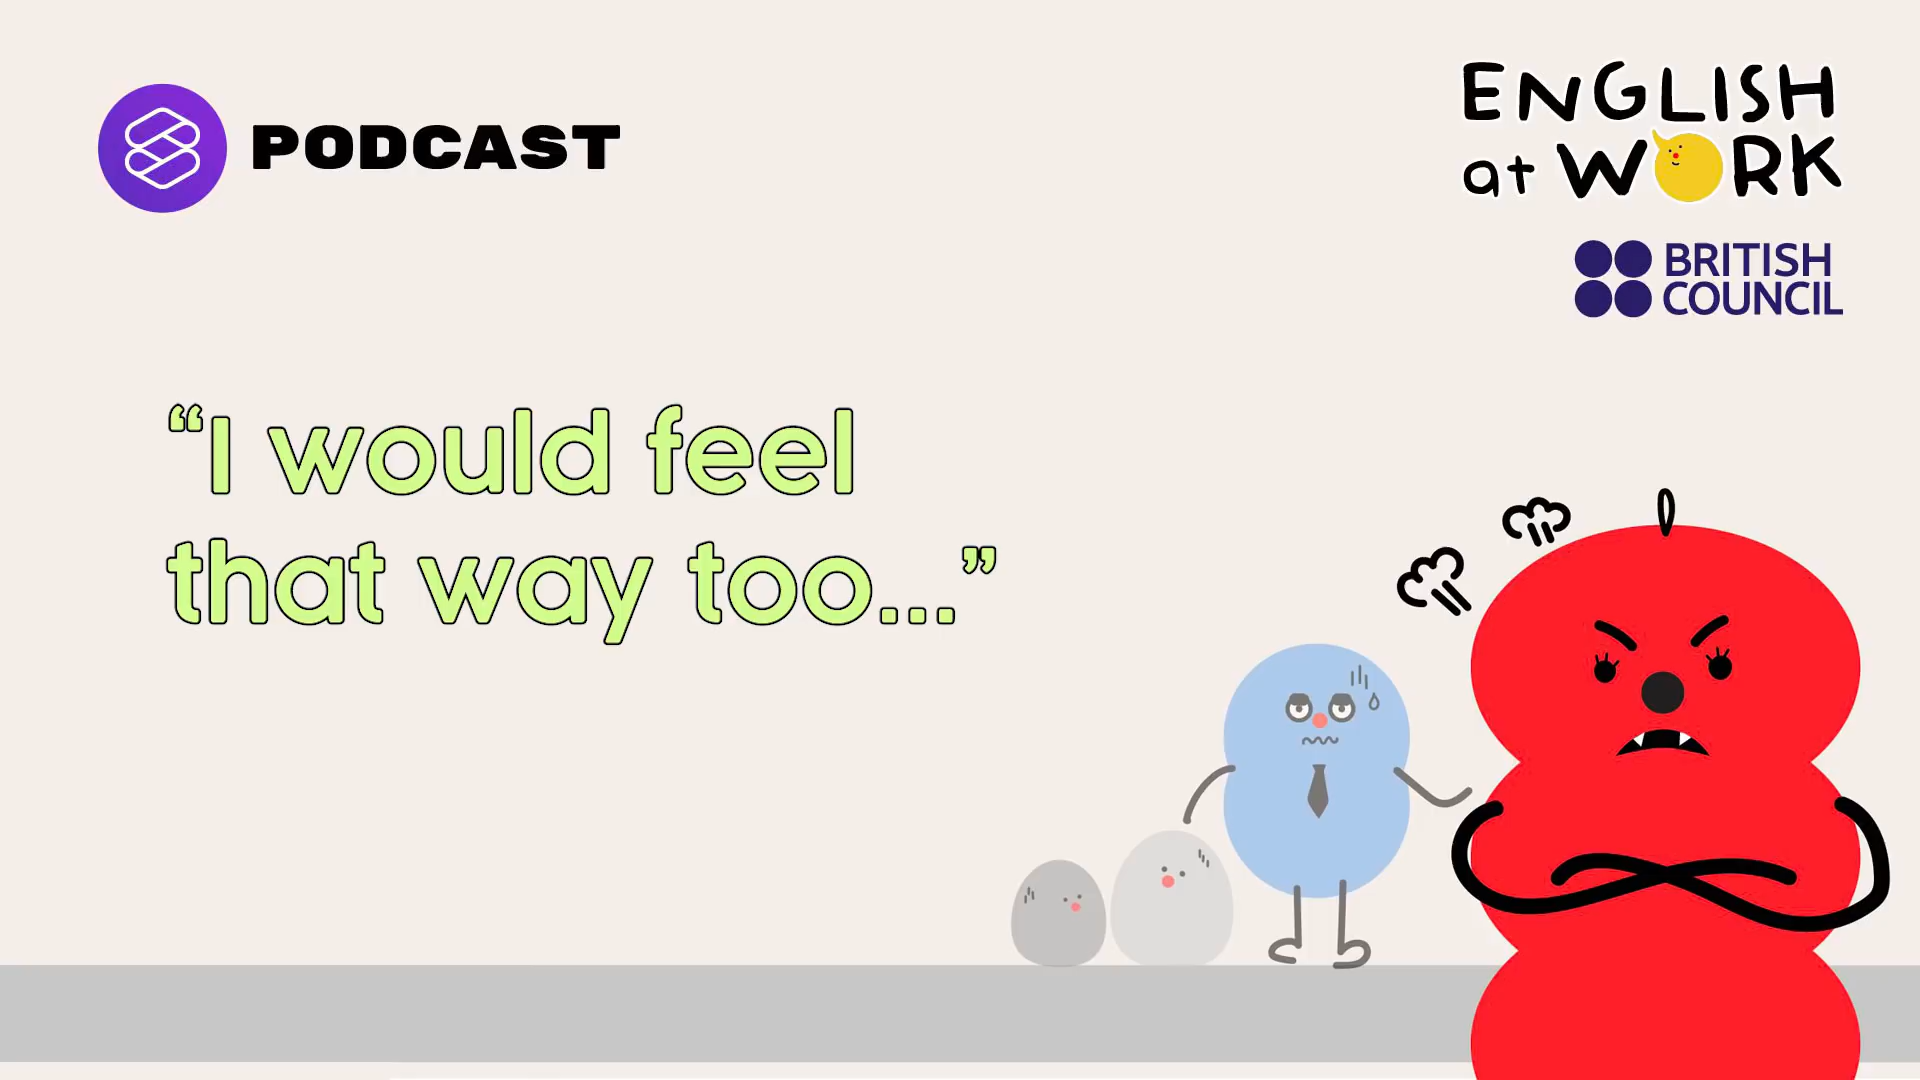 PODCAST
ENGLISH
at WORK
BRITISH
COUNCIL
“I would feel
that way too...”